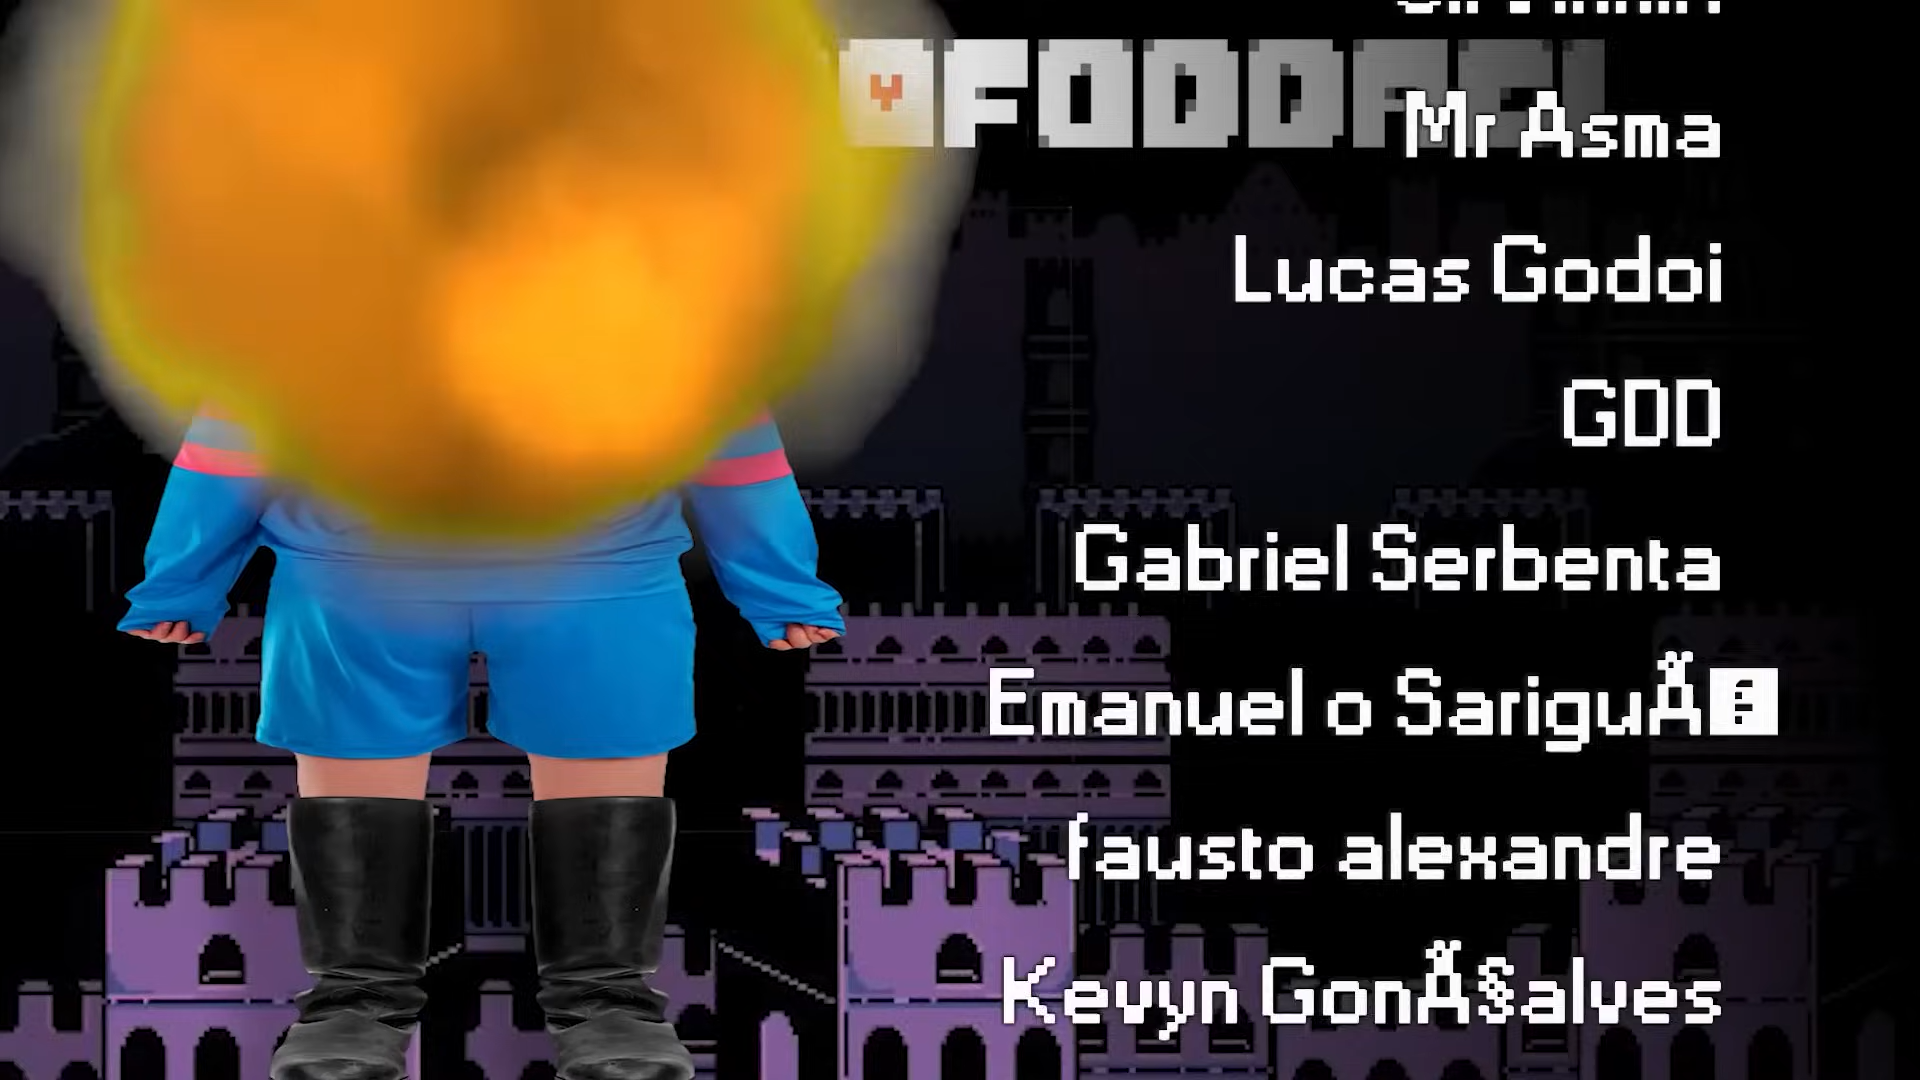 Mr Asma
Lucas Godoi
GDD
Gabriel Serbenta
Emanuel o SariguÃ
fausto alexandre
Kevyn GonÃ§alves